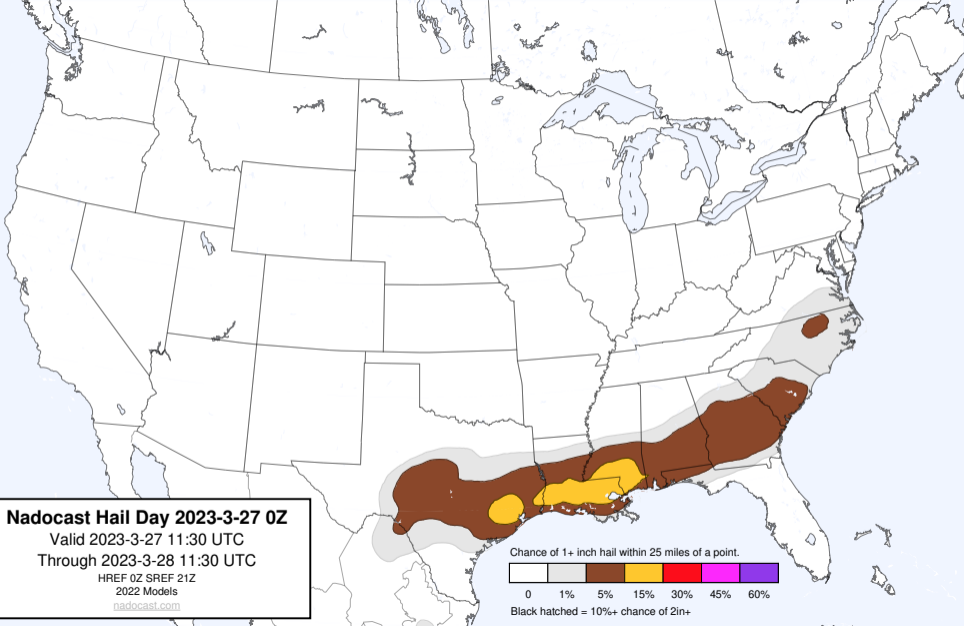 Nadocast Hail Day 2023-3-27 0Z
Valid 2023-3-27 11:30 UTC
Through 2023-3-28 11:30 UTC
HREF 0Z SREF 21Z
2022 Models
nadocast.com
Chance of 1+ inch hail within 25 miles of a point.
0 1% 5% 15% 30% 45% 60%
Black hatched = 10%+ chance of 2in+